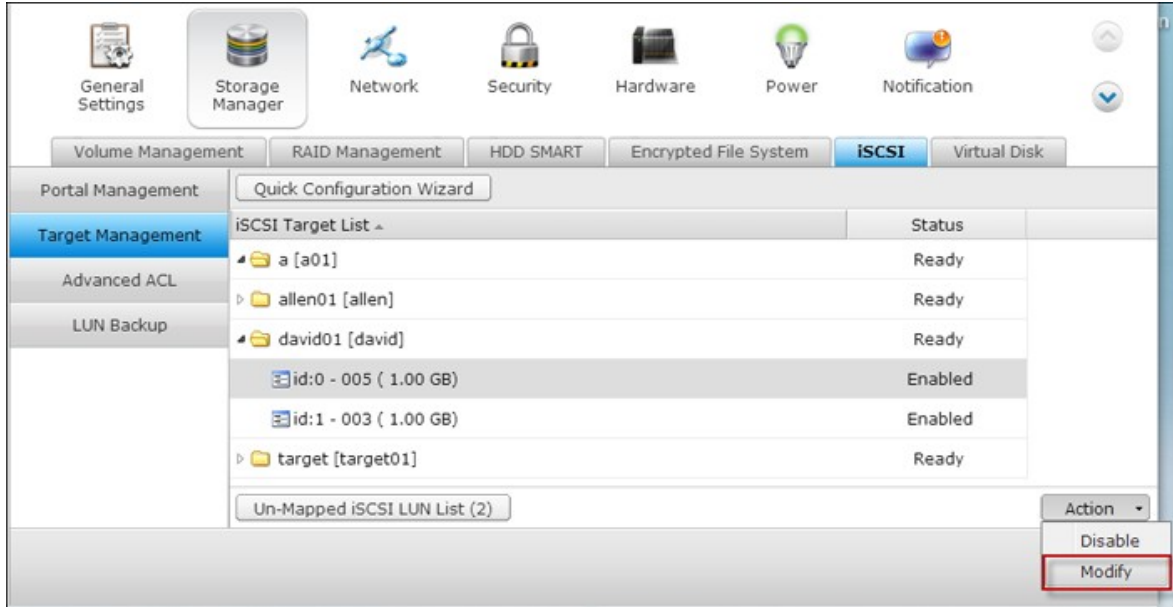 General Settings
Storage Manager
Network
Security
Hardware
Power
Notification
Volume Management
RAID Management
HDD SMART
Encrypted File System
iSCSI
Virtual Disk
Portal Management
Quick Configuration Wizard
Target Management
iSCSI Target List
Status
a [a01]
Ready
Advanced ACL
allen01 [allen]
Ready
LUN Backup
david01 [david]
Ready
id:0 - 005 ( 1.00 GB)
Enabled
id:1 - 003 ( 1.00 GB)
Enabled
target [target01]
Ready
Un-Mapped iSCSI LUN List (2)
Action
Disable
Modify